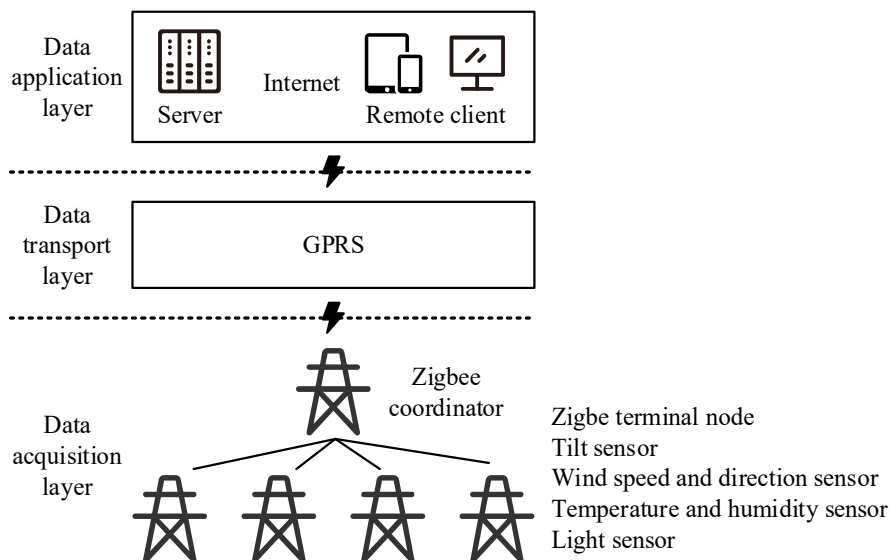 Data
application
layer
Server
Internet
Remote client
Data
transport
layer
GPRS
Data
acquisition
layer
Zigbee
coordinator
Zigbe terminal node
Tilt sensor
Wind speed and direction sensor
Temperature and humidity sensor
Light sensor